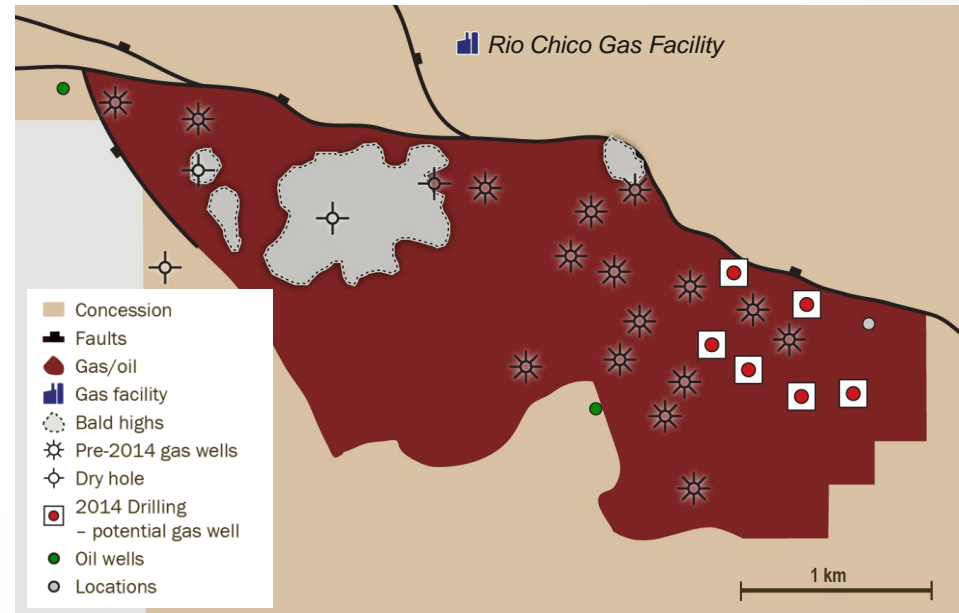 Rio Chico Gas Facility
Concession
Faults
Gas/oil
Gas facility
Bald highs
Pre-2014 gas wells
Dry hole
2014 Drilling
– potential gas well
Oil wells
Locations
1 km